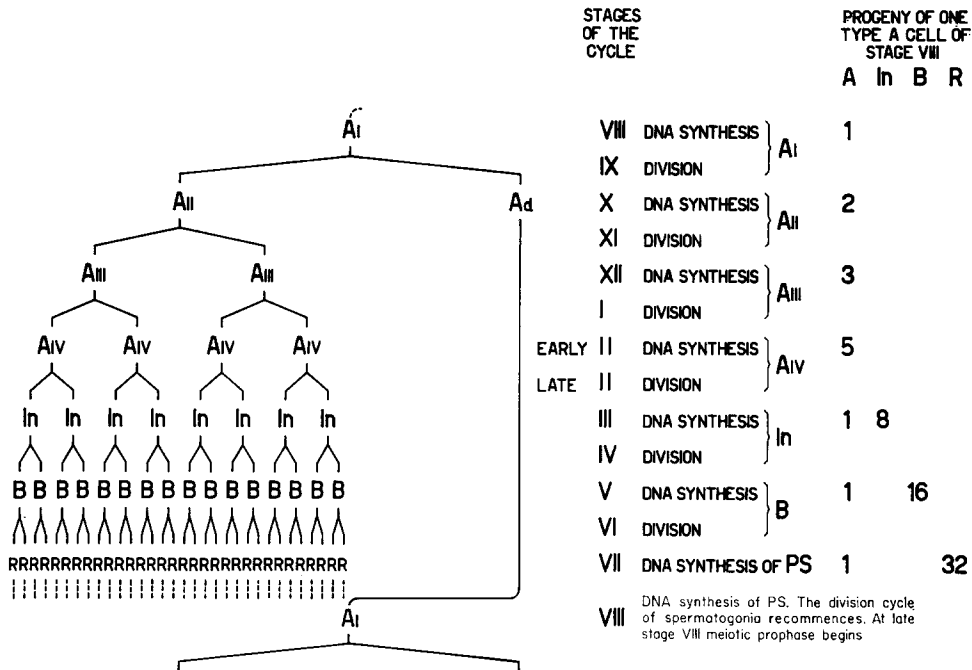 STAGES OF THE CYCLE
PROGENY OF ONE TYPE A CELL OF STAGE VIII
A In B R
AI
AII Ad
AIII AIII
AIV AIV AIV AIV
In In In In In In In In
B B B B B B B B B B B B B B B B
RRRRRRRRRRRRRRRRRRRRRRRRRRRRRRRR
AI
VIII DNA SYNTHESIS AI 1
IX DIVISION
X DNA SYNTHESIS AII 2
XI DIVISION
XII DNA SYNTHESIS AIII 3
I DIVISION
EARLY II DNA SYNTHESIS AIV 5
LATE II DIVISION
III DNA SYNTHESIS In 1 8
IV DIVISION
V DNA SYNTHESIS B 1 16
VI DIVISION
VII DNA SYNTHESIS OF PS 1 32
VIII DNA synthesis of PS. The division cycle
of spermatogonia recommences. At late
stage VIII meiotic prophase begins